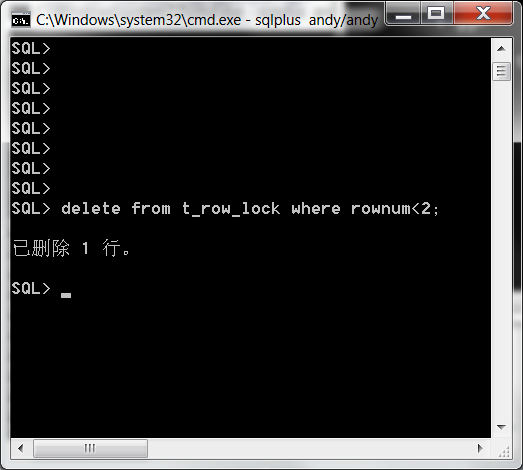 C:\Windows\system32\cmd.exe - sqlplus  andy/andy
SQL>
SQL>
SQL>
SQL>
SQL>
SQL>
SQL>
SQL>
SQL> delete from t_row_lock where rownum<2;
已删除 1 行。
SQL>